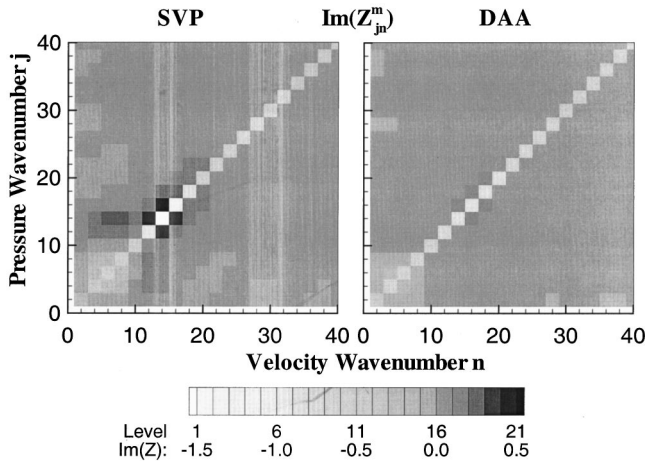 SVP Im(Z^m_jn) DAA
Pressure Wavenumber j
40
30
20
10
0
0 10 20 30 40 0 10 20 30 40
Velocity Wavenumber n
Level 1 6 11 16 21
Im(Z): -1.5 -1.0 -0.5 0.0 0.5